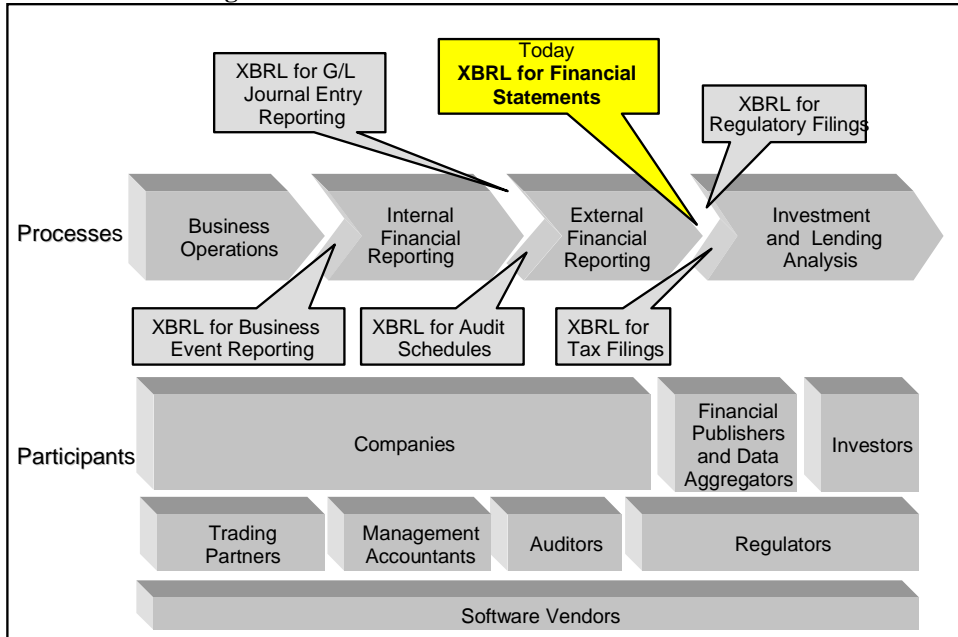 Today
XBRL for Financial
Statements
XBRL for G/L
Journal Entry
Reporting
XBRL for
Regulatory Filings
Processes
Business
Operations
Internal
Financial
Reporting
External
Financial
Reporting
Investment
and Lending
Analysis
XBRL for Business
Event Reporting
XBRL for Audit
Schedules
XBRL for
Tax Filings
Participants
Companies
Financial
Publishers
and Data
Aggregators
Investors
Trading
Partners
Management
Accountants
Auditors
Regulators
Software Vendors